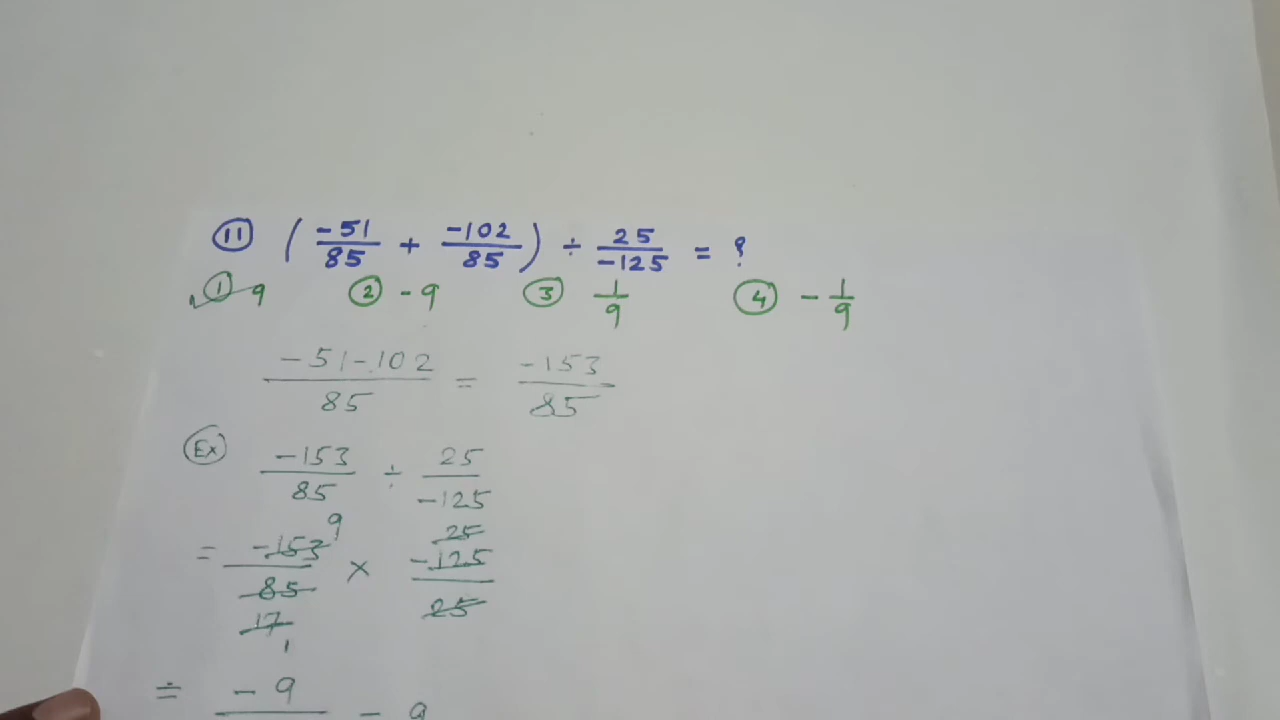 11 ( -51/85 + -102/85 ) ÷ 25/-125 = ?
① 9 ② -9 ③ 1/9 ④ -1/9
-51-102/85 = -153/85
Ex -153/85 ÷ 25/-125
9 25
= -153/85 × -125/25
17
1
= -9